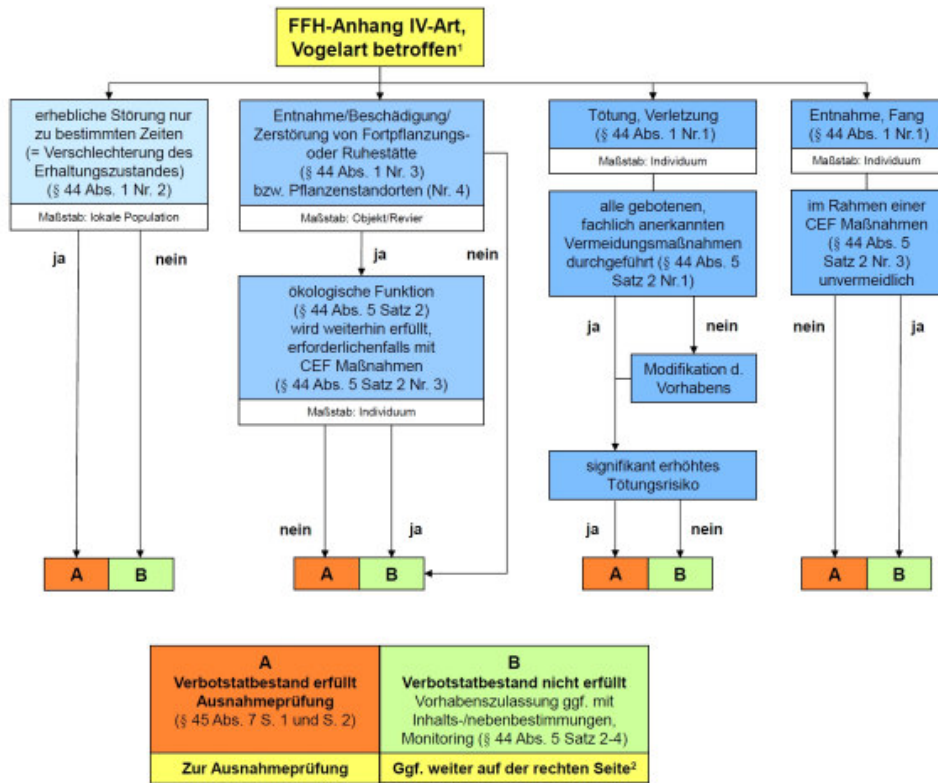 FFH-Anhang IV-Art,
Vogelart betroffen¹
erhebliche Störung nur
zu bestimmten Zeiten
(= Verschlechterung des
Erhaltungszustandes)
(§ 44 Abs. 1 Nr. 2)
Maßstab: lokale Population
ja
nein
A
B
Entnahme/Beschädigung/
Zerstörung von Fortpflanzungs-
oder Ruhestätte
(§ 44 Abs. 1 Nr. 3)
bzw. Pflanzenstandorten (Nr. 4)
Maßstab: Objekt/Revier
ja
nein
ökologische Funktion
(§ 44 Abs. 5 Satz 2)
wird weiterhin erfüllt,
erforderlichenfalls mit
CEF Maßnahmen
(§ 44 Abs. 5 Satz 2 Nr. 3)
Maßstab: Individuum
nein
ja
A
B
Tötung, Verletzung
(§ 44 Abs. 1 Nr.1)
Maßstab: Individuum
alle gebotenen,
fachlich anerkannten
Vermeidungsmaßnahmen
durchgeführt (§ 44 Abs. 5
Satz 2 Nr.1)
ja
nein
Modifikation d.
Vorhabens
signifikant erhöhtes
Tötungsrisiko
ja
nein
A
B
Entnahme, Fang
(§ 44 Abs. 1 Nr.1)
Maßstab: Individuum
im Rahmen einer
CEF Maßnahmen
(§ 44 Abs. 5
Satz 2 Nr. 3)
unvermeidlich
nein
ja
A
B
A
Verbotstatbestand erfüllt
Ausnahmeprüfung
(§ 45 Abs. 7 S. 1 und S. 2)
Zur Ausnahmeprüfung
B
Verbotstatbestand nicht erfüllt
Vorhabenszulassung ggf. mit
Inhalts-/nebenbestimmungen,
Monitoring (§ 44 Abs. 5 Satz 2-4)
Ggf. weiter auf der rechten Seite²